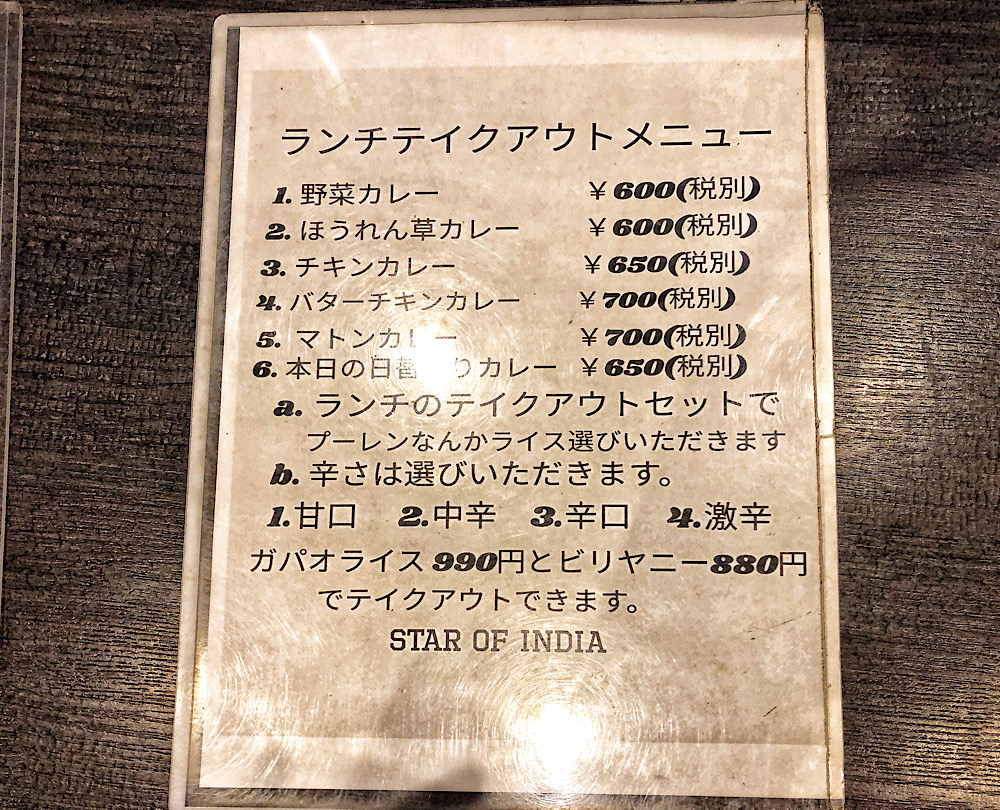 ランチテイクアウトメニュー
1. 野菜カレー ¥600(税別)
2. ほうれん草カレー ¥600(税別)
3. チキンカレー ¥650(税別)
4. バターチキンカレー ¥700(税別)
5. マトンカレー ¥700(税別)
6. 本日の日替りカレー ¥650(税別)
a. ランチのテイクアウトセットで
プーレンなんかライス選びいただきます
b. 辛さは選びいただきます。
1.甘口 2.中辛 3.辛口 4.激辛
ガパオライス990円とビリヤニー880円
でテイクアウトできます。
STAR OF INDIA